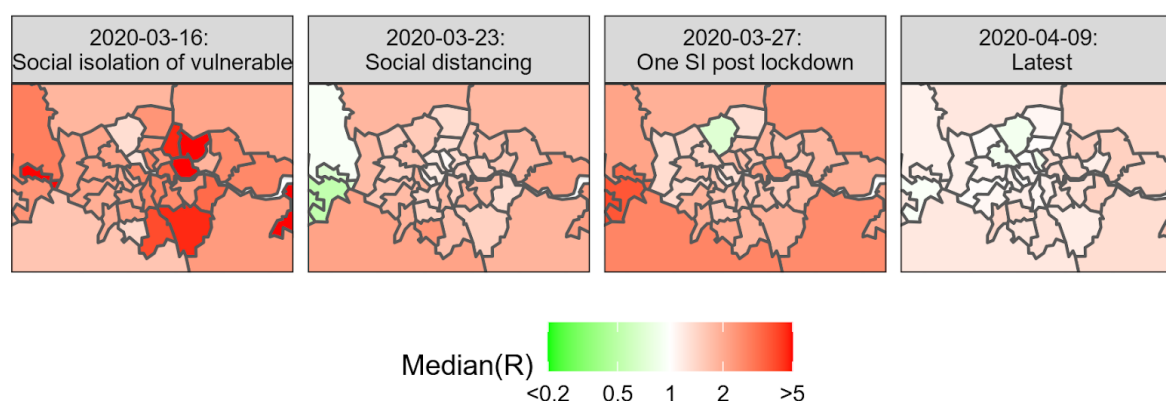 2020-03-16:
Social isolation of vulnerable
2020-03-23:
Social distancing
2020-03-27:
One SI post lockdown
2020-04-09:
Latest
Median(R)
<0.2 0.5 1 2 >5